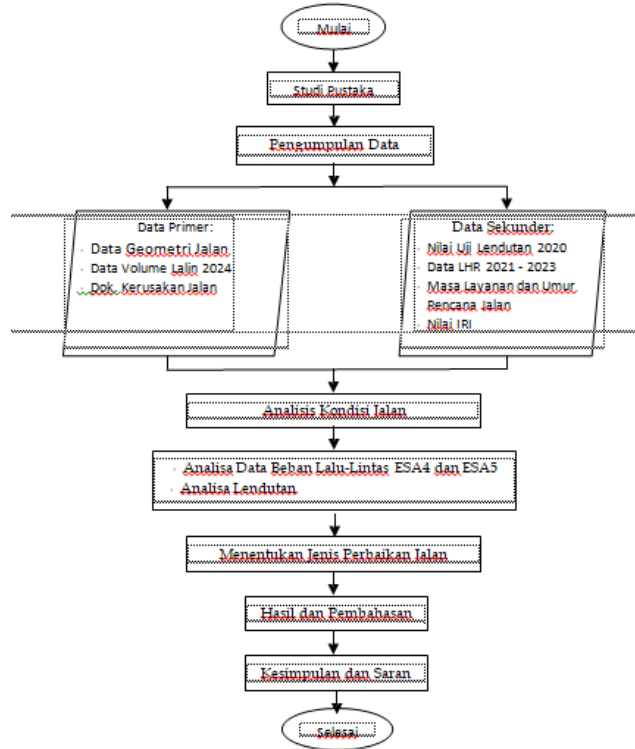 Mulai
Studi Pustaka
Pengumpulan Data
Data Primer:
Data Geometri Jalan
Data Volume Lalin 2024
Dok. Kerusakan Jalan
Data Sekunder:
Nilai Uji Lendutan 2020
Data LHR 2021 - 2023
Masa Layanan dan Umur
Rencana Jalan
Nilai IRI
Analisis Kondisi Jalan
Analisa Data Beban Lalu-Lintas ESA4 dan ESA5
Analisa Lendutan
Menentukan Jenis Perbaikan Jalan
Hasil dan Pembahasan
Kesimpulan dan Saran
Selesai